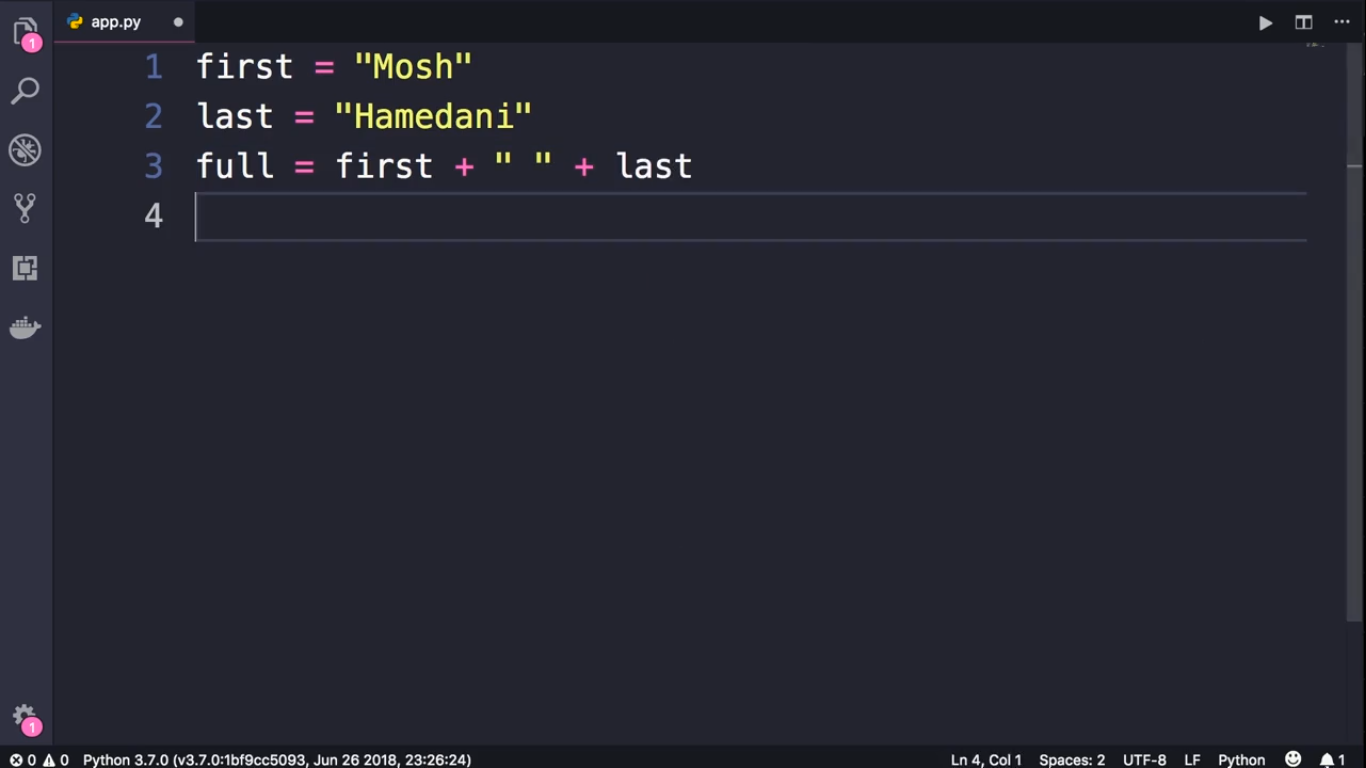 app.py
1 first = "Mosh"
2 last = "Hamedani"
3 full = first + " " + last
4
1
1
0 0 Python 3.7.0 (v3.7.0:1bf9cc5093, Jun 26 2018, 23:26:24) Ln 4, Col 1 Spaces: 2 UTF-8 LF Python 1